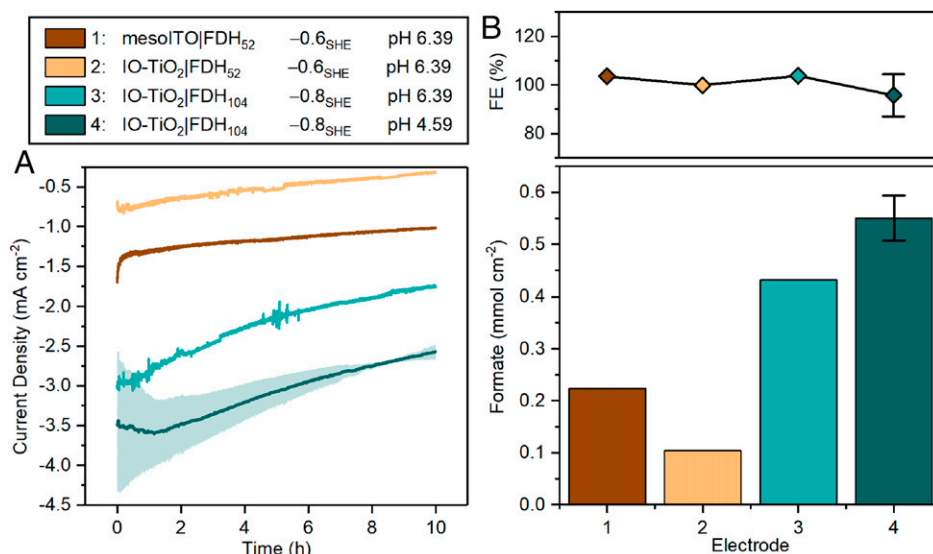 1: mesoITO|FDH₅₂ −0.6SHE pH 6.39
2: IO-TiO₂|FDH₅₂ −0.6SHE pH 6.39
3: IO-TiO₂|FDH₁₀₄ −0.8SHE pH 6.39
4: IO-TiO₂|FDH₁₀₄ −0.8SHE pH 4.59
A
Current Density (mA cm⁻²)
-0.5
-1.0
-1.5
-2.0
-2.5
-3.0
-3.5
-4.0
-4.5
0 2 4 6 8 10
Time (h)
B
FE (%)
120
100
80
Formate (mmol cm⁻²)
0.6
0.5
0.4
0.2
0.1
0.0
1 2 3 4
Electrode